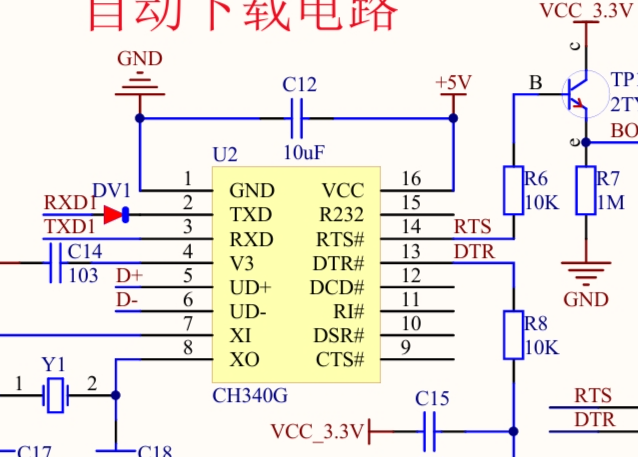 自动下载电路
VCC_3.3V
GND
C12
+5V
c
B
TP1
2TY
U2
10uF
e
BO
1 GND VCC 16
DV1
RXD1 2 TXD R232 15
TXD1 3 RXD RTS# 14 RTS
C14 4 V3 DTR# 13 DTR
103
D+ 5 UD+ DCD# 12
D- 6 UD- RI# 11
7 XI DSR# 10
8 XO CTS# 9
R6
10K
R7
1M
GND
R8
10K
Y1
1 2
CH340G
C15
VCC_3.3V
RTS
DTR
C17
C18